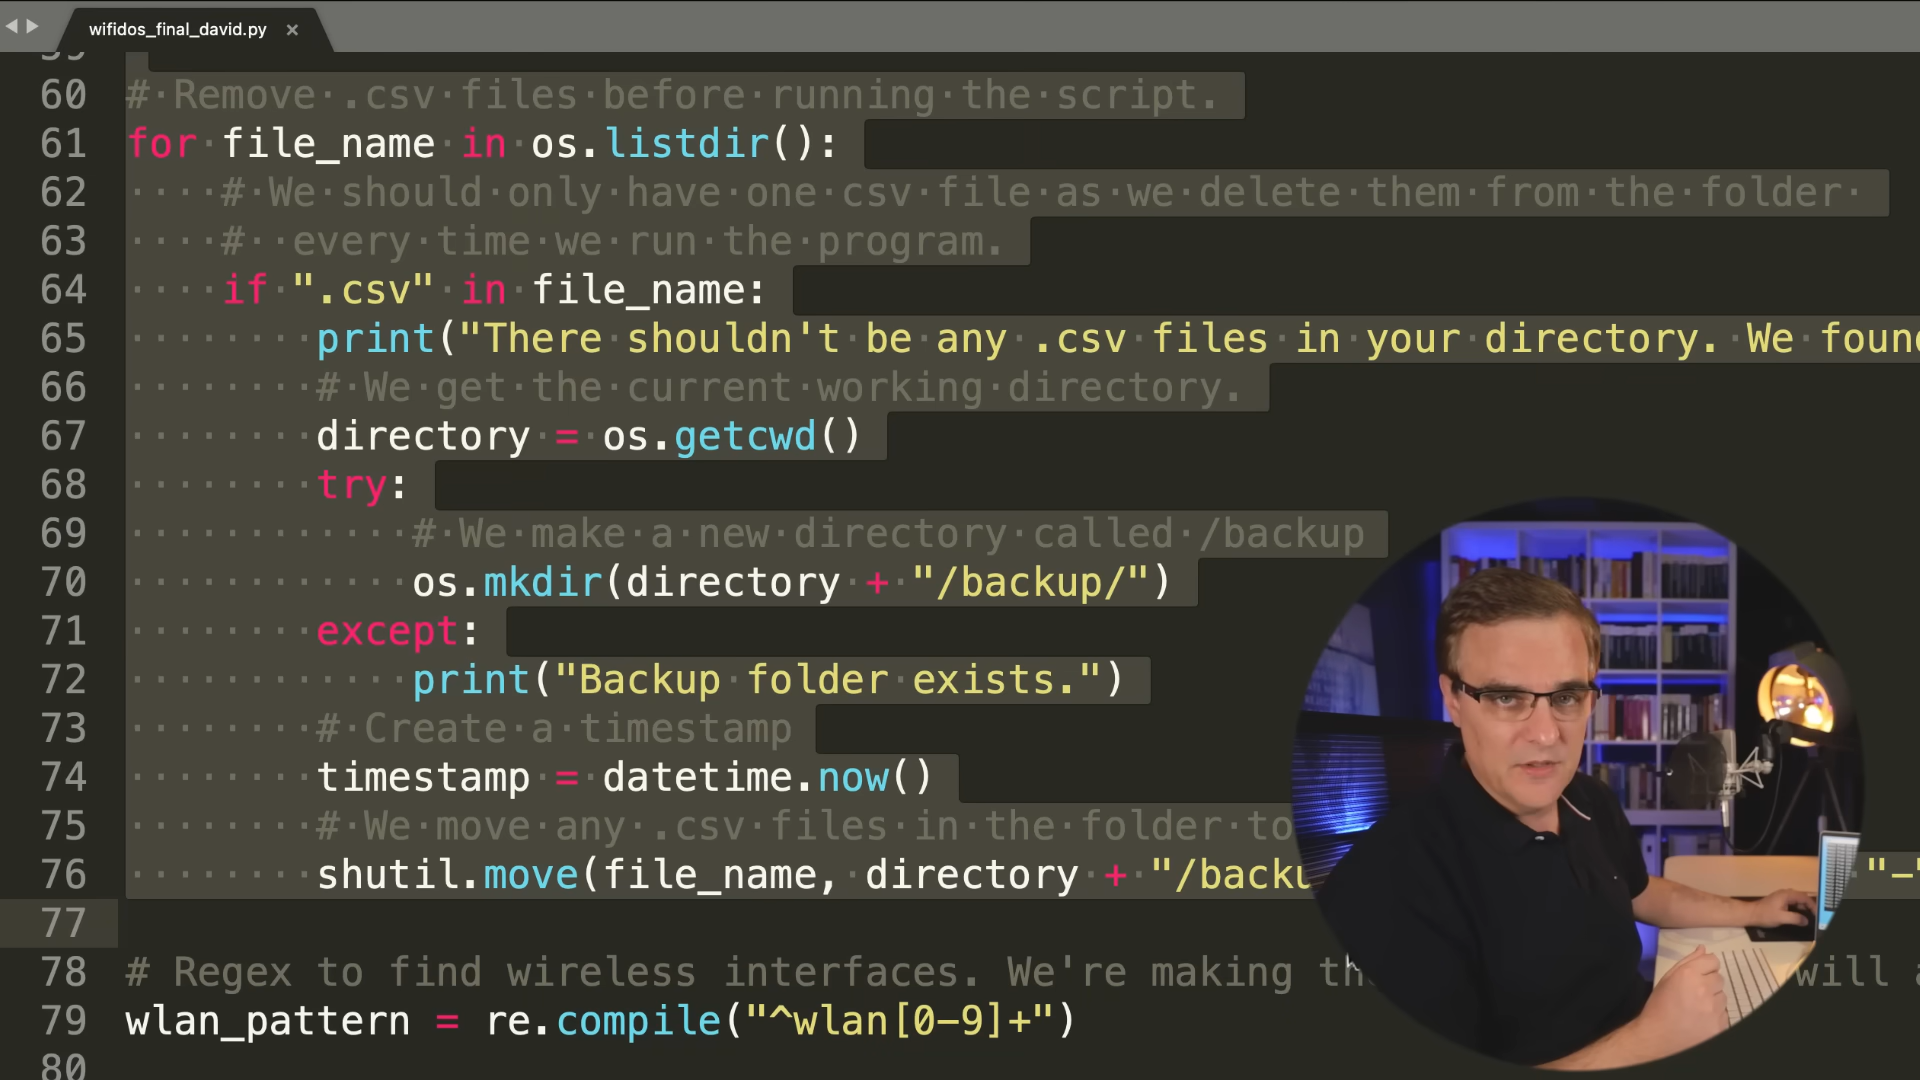 wifidos_final_david.py ×
60 # Remove .csv files before running the script.
61 for file_name in os.listdir():
62 # We should only have one csv file as we delete them from the folder
63 #  every time we run the program.
64 if ".csv" in file_name:
65 print("There shouldn't be any .csv files in your directory. We found
66 # We get the current working directory.
67 directory = os.getcwd()
68 try:
69 # We make a new directory called /backup
70 os.mkdir(directory + "/backup/")
71 except:
72 print("Backup folder exists.")
73 # Create a timestamp
74 timestamp = datetime.now()
75 # We move any .csv files in the folder to
76 shutil.move(file_name, directory + "/backu "-"
77
78 # Regex to find wireless interfaces. We're making th will a
79 wlan_pattern = re.compile("^wlan[0-9]+")
80